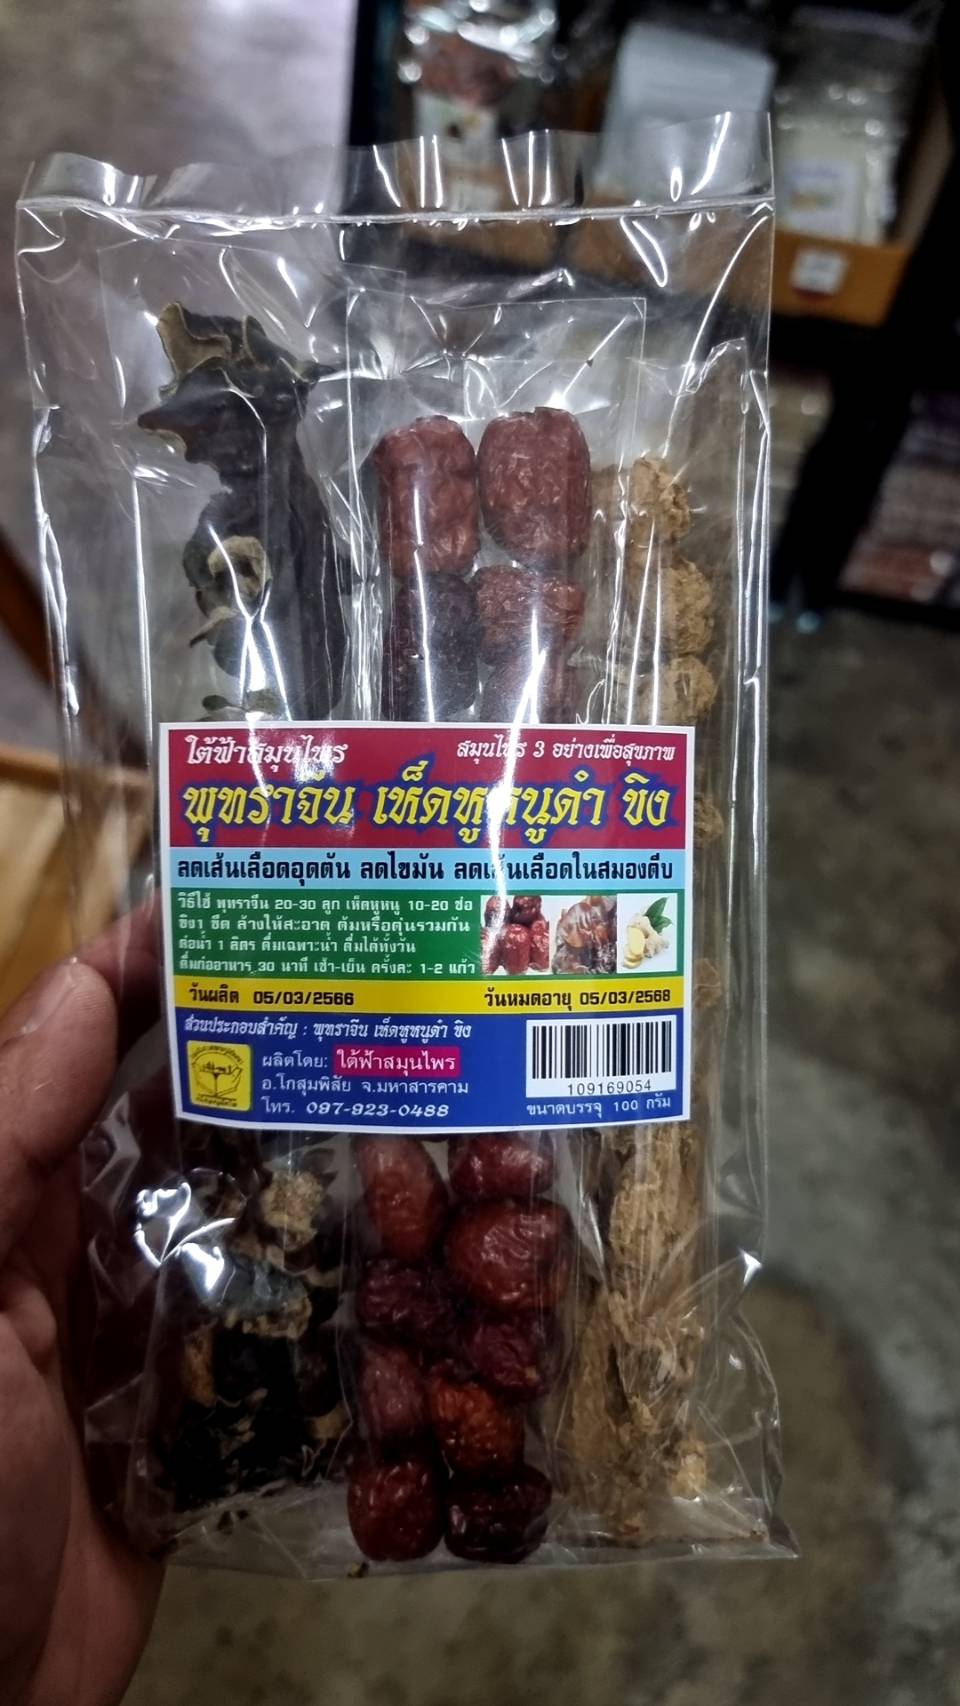 ใต้ฟ้าสมุนไพร
สมุนไพร 3 อย่างเพื่อสุขภาพ
พุทราจีน เห็ดหูหนูดำ ขิง
ลดเส้นเลือดอุดตัน ลดไขมัน ลดเส้นเลือดในสมองตีบ
วิธีใช้ พุทราจีน 20-30 ลูก เห็ดหูหนู 10-20 ช่อ
ขิง1 ขีด ล้างให้สะอาด ต้มหรือตุ๋นรวมกัน
ต่อน้ำ 1 ลิตร ดื่มเฉพาะน้ำ ดื่มได้ทั้งวัน
ดื่มก่ออาหาร 30 นาที เช้า-เย็น ครั้งละ 1-2 แก้ว
วันผลิต 05/03/2566
วันหมดอายุ 05/03/2568
ส่วนประกอบสำคัญ : พุทราจีน เห็ดหูหนูดำ ขิง
ผลิตโดย: ใต้ฟ้าสมุนไพร
อ.โกสุมพิสัย จ.มหาสารคาม
โทร. 097-923-0488
109169054
ขนาดบรรจุ 100 กรัม